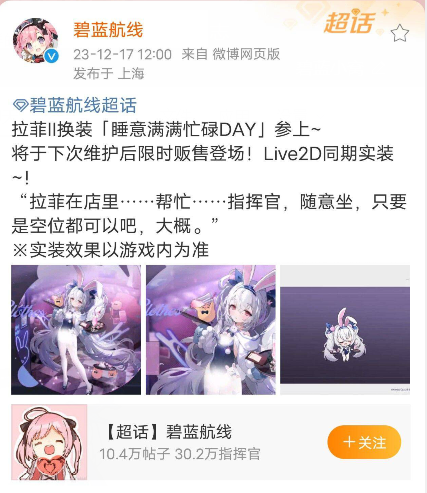 碧蓝航线
超话
23-12-17 12:00 来自 微博网页版
发布于 上海
碧蓝航线超话
拉菲II换装「睡意满满忙碌DAY」参上~
将于下次维护后限时贩售登场！Live2D同期实装
~!
“拉菲在店里……帮忙……指挥官，随意坐，只要
是空位都可以吧，大概。”
※实装效果以游戏内为准
【超话】碧蓝航线
10.4万帖子 30.2万指挥官
＋关注